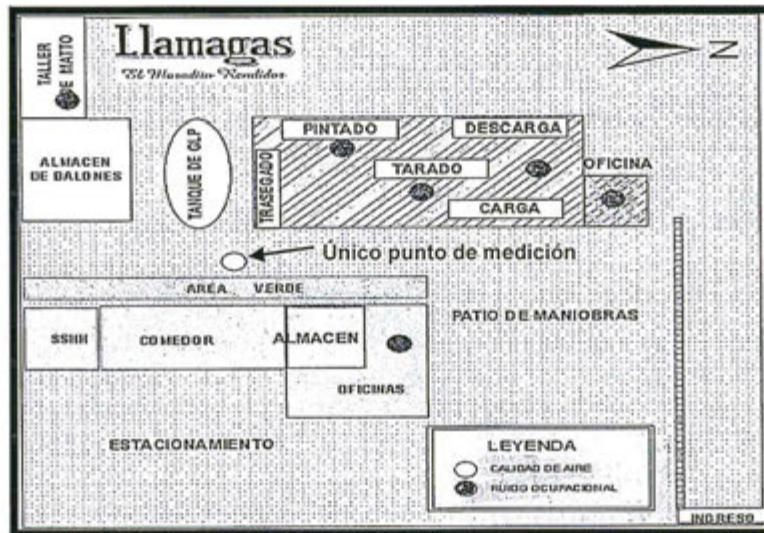 Llamagas
El Maradito Rendidor
N
TALLER
DE MATTO
ALMACEN
DE BALONES
TANQUE DE GLP
TRASEGADO
PINTADO
DESCARGA
TARADO
CARGA
OFICINA
Único punto de medición
AREA VERDE
SSHH
COMEDOR
ALMACEN
OFICINAS
PATIO DE MANIOBRAS
ESTACIONAMIENTO
LEYENDA
CALIDAD DE AIRE
RUIDO OCUPACIONAL
INGRESO